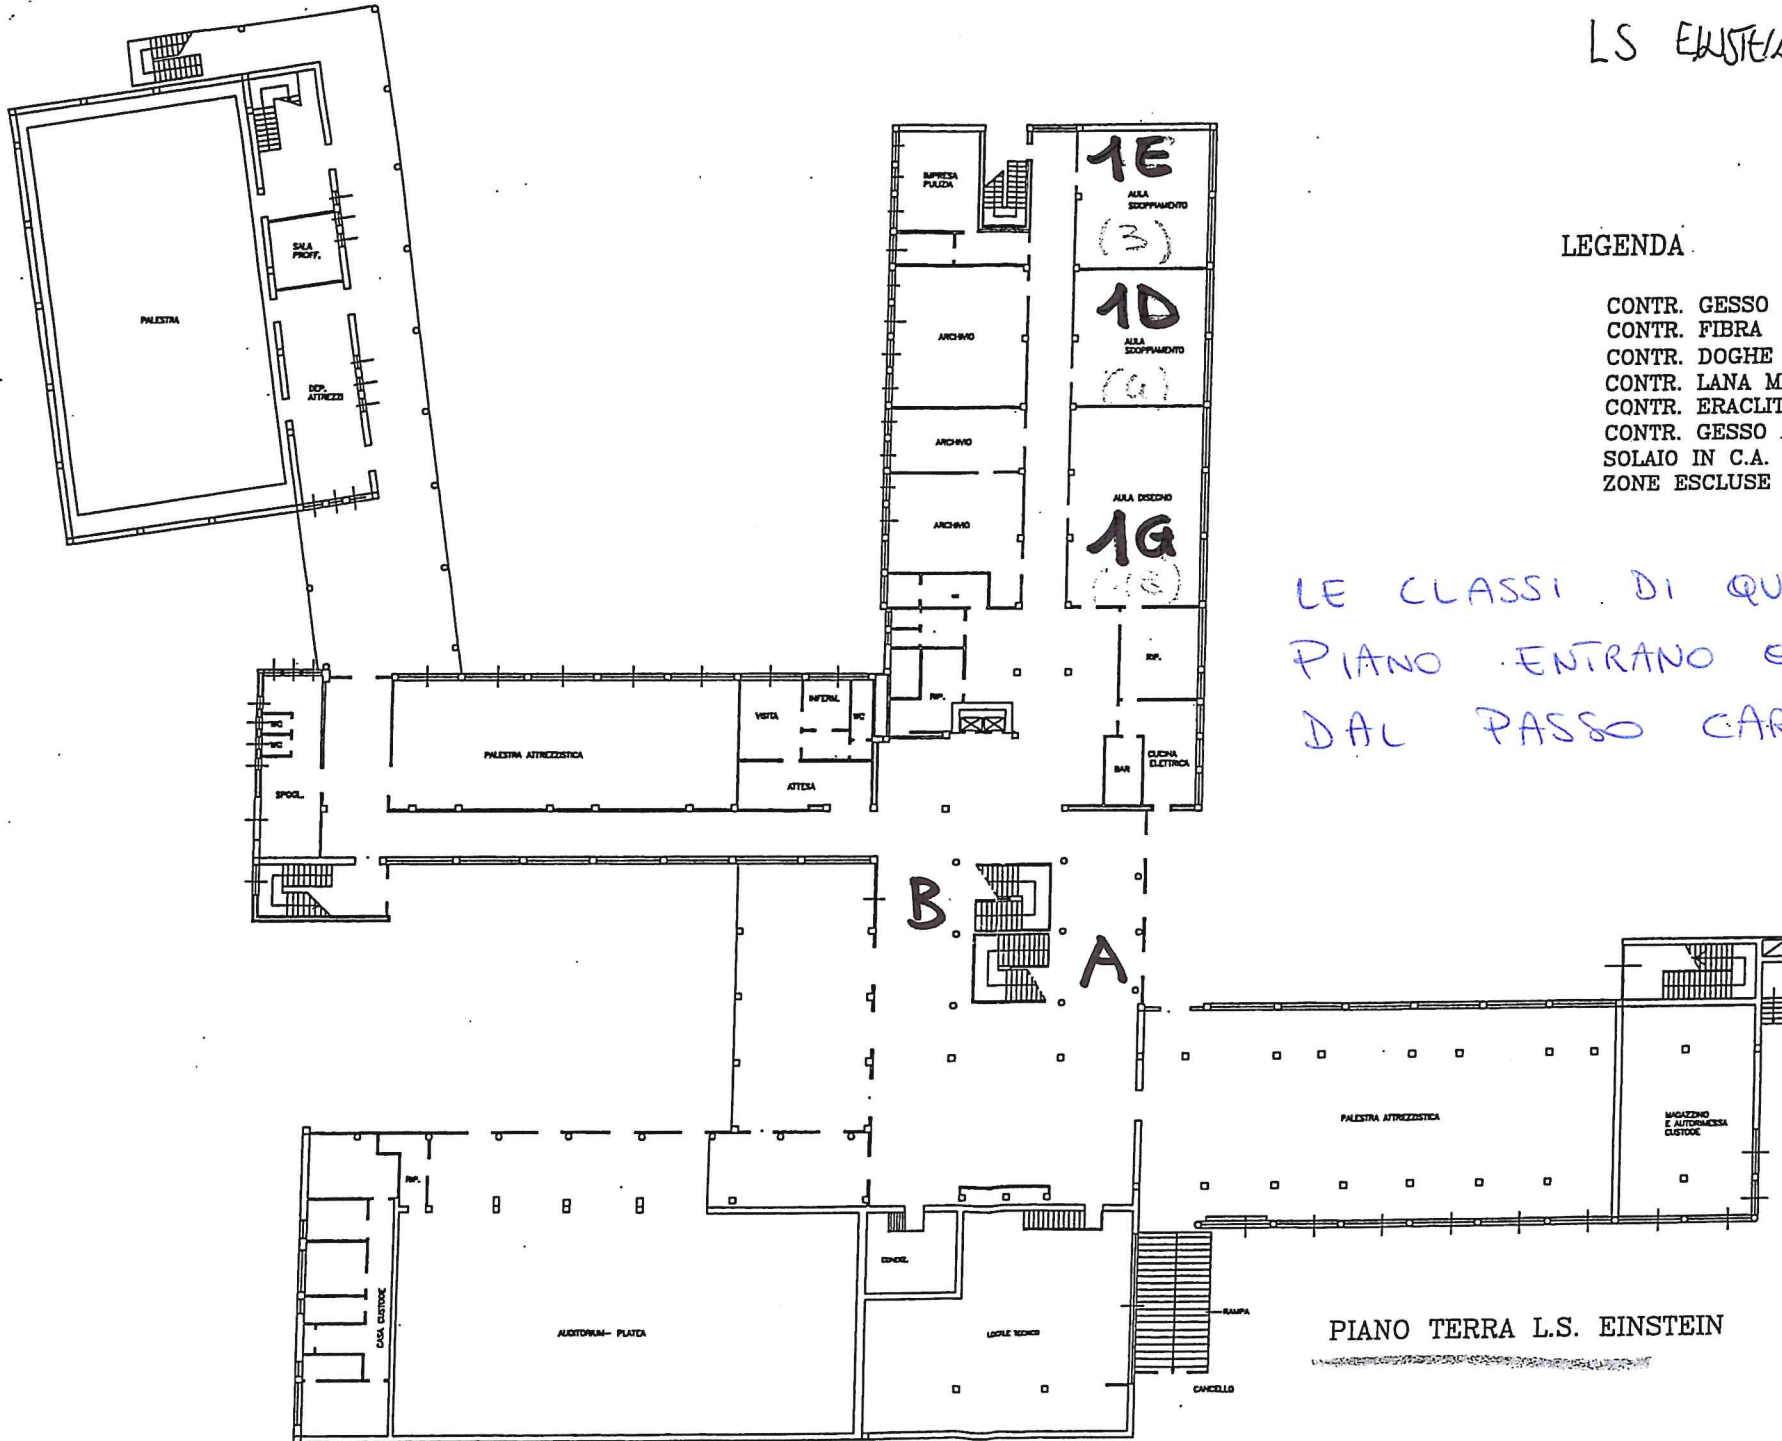 LS
1E
AULA
SDOPPIAMENTO
(3)
IMPRESA
PULIZIA
SALA
PROFF.
LEGENDA
CONTR. GESSO
CONTR. FIBRA
CONTR. DOGHE
CONTR. LANA M
CONTR. ERACLIT
CONTR. GESSO
SOLAIO IN C.A.
ZONE ESCLUSE
PALESTRA
1D
AULA
SDOPPIAMENTO
ARCHIVIO
DEP.
ATTREZZI
ARCHIVIO
AULA DISEGNO
1G
ARCHIVIO
LE CLASSI DI QU
PIANO ENTRANO E
DAL PASSO CAR
RIP.
RIP.
VISITA
INFERM.
WC
WC
WC
PALESTRA ATTREZZISTICA
ATTESA
SPOGL.
BAR
CUCINA
ELETTRICA
B
A
PALESTRA ATTREZZISTICA
MAGAZZINO
E AUTORIMESSA
CUSTODE
RIP.
CONDIZ.
CASA CUSTODE
AUDITORIUM- PLATEA
LOCALE TECNICO
RAMPA
CANCELLO
PIANO TERRA L.S. EINSTEIN